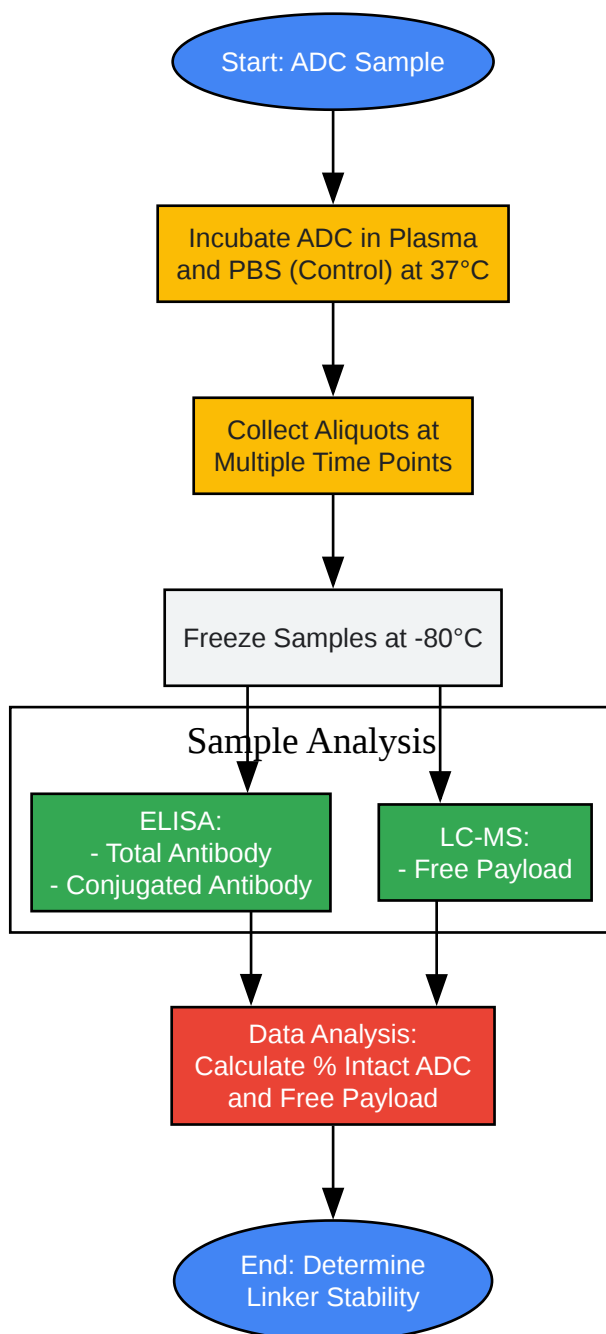 Start: ADC Sample
Incubate ADC in Plasma
and PBS (Control) at 37°C
Collect Aliquots at
Multiple Time Points
Freeze Samples at -80°C
Sample Analysis
ELISA:
- Total Antibody
- Conjugated Antibody
LC-MS:
- Free Payload
Data Analysis:
Calculate % Intact ADC
and Free Payload
End: Determine
Linker Stability